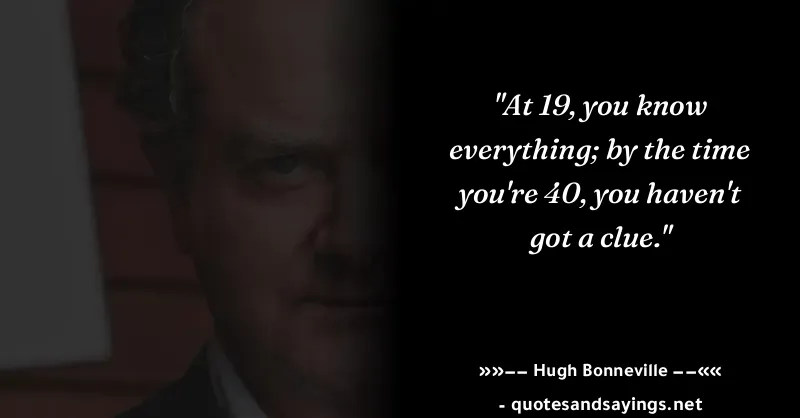 "At 19, you know
everything; by the time
you're 40, you haven't
got a clue."
»»—— Hugh Bonneville ——««
- quotesandsayings.net